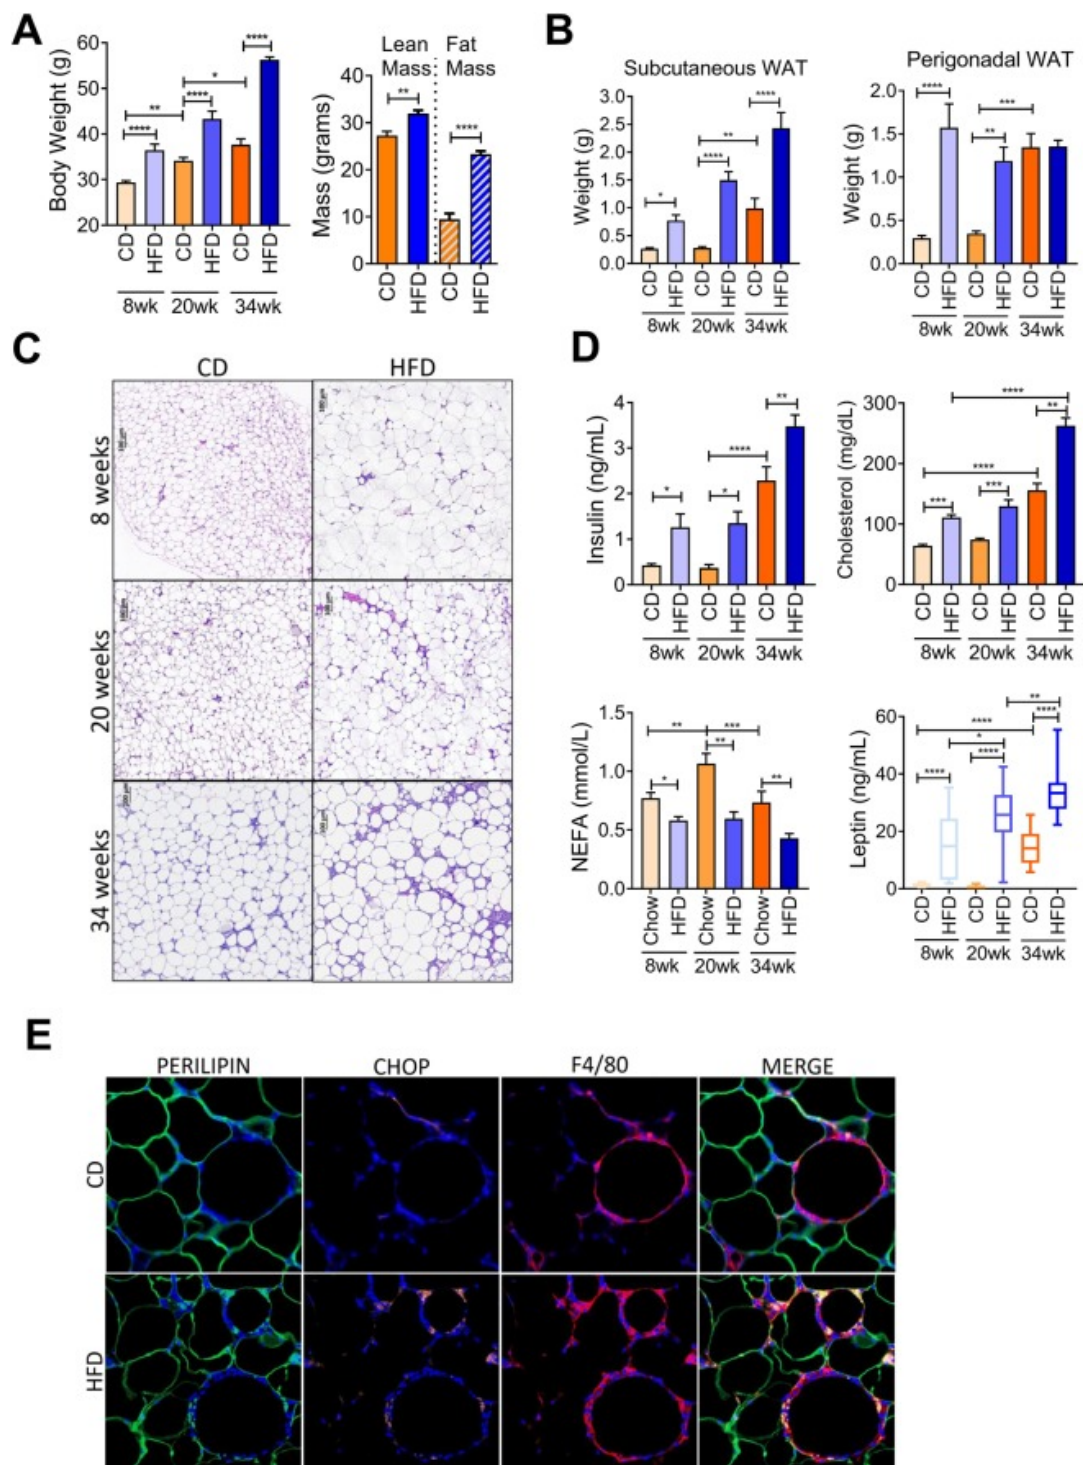 A
Body Weight (g)
60
50
40
30
20
**
****
*
****
****
CD
HFD
CD
HFD
CD
HFD
8wk
20wk
34wk
Lean Mass
Fat Mass
Mass (grams)
40
30
20
10
0
**
****
CD
HFD
CD
HFD
B
Subcutaneous WAT
Weight (g)
3.0
2.5
2.0
1.5
1.0
0.5
0.0
*
****
**
****
CD
HFD
CD
HFD
CD
HFD
8wk
20wk
34wk
Perigonadal WAT
Weight (g)
2.0
1.5
1.0
0.5
0.0
****
***
**
CD
HFD
CD
HFD
CD
HFD
8wk
20wk
34wk
C
CD
HFD
8 weeks
20 weeks
34 weeks
100 µm
D
Insulin (ng/mL)
4
3
2
1
0
*
*
****
**
CD
HFD
CD
HFD
CD
HFD
8wk
20wk
34wk
Cholesterol (mg/dL)
300
200
100
0
****
**
****
***
***
CD
HFD
CD
HFD
CD
HFD
8wk
20wk
34wk
NEFA (mmol/L)
1.5
1.0
0.5
0.0
**
***
*
**
**
Chow
HFD
Chow
HFD
Chow
HFD
8wk
20wk
34wk
Leptin (ng/mL)
60
40
20
0
**
****
****
*
****
****
CD
HFD
CD
HFD
CD
HFD
8wk
20wk
34wk
E
PERILIPIN
CHOP
F4/80
MERGE
CD
HFD